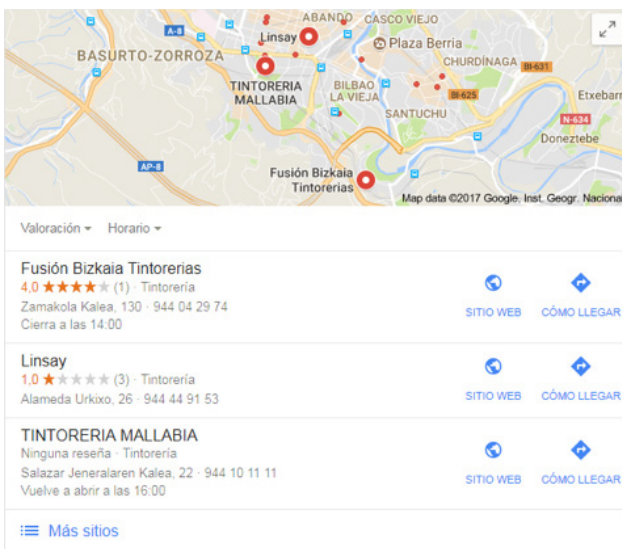 ABANDO
CASCO VIEJO
A-8
Linsay
Plaza Berria
BASURTO-ZORROZA
CHURDÍNAGA
BI-631
TINTORERIA
MALLABIA
BILBAO
LA VIEJA
BI-625
Etxebarr
SANTUCHU
N-634
Doneztebe
AP-8
Fusión Bizkaia
Tintorerias
Map data ©2017 Google, Inst. Geogr. Naciona
Valoración Horario
Fusión Bizkaia Tintorerias
4,0 ★★★★★ (1) · Tintorería
Zamakola Kalea, 130 · 944 04 29 74
Cierra a las 14:00
SITIO WEB CÓMO LLEGAR
Linsay
1,0 ★★★★★ (3) · Tintorería
Alameda Urkixo, 26 · 944 44 91 53
SITIO WEB CÓMO LLEGAR
TINTORERIA MALLABIA
Ninguna reseña · Tintorería
Salazar Jeneralaren Kalea, 22 · 944 10 11 11
Vuelve a abrir a las 16:00
SITIO WEB CÓMO LLEGAR
Más sitios